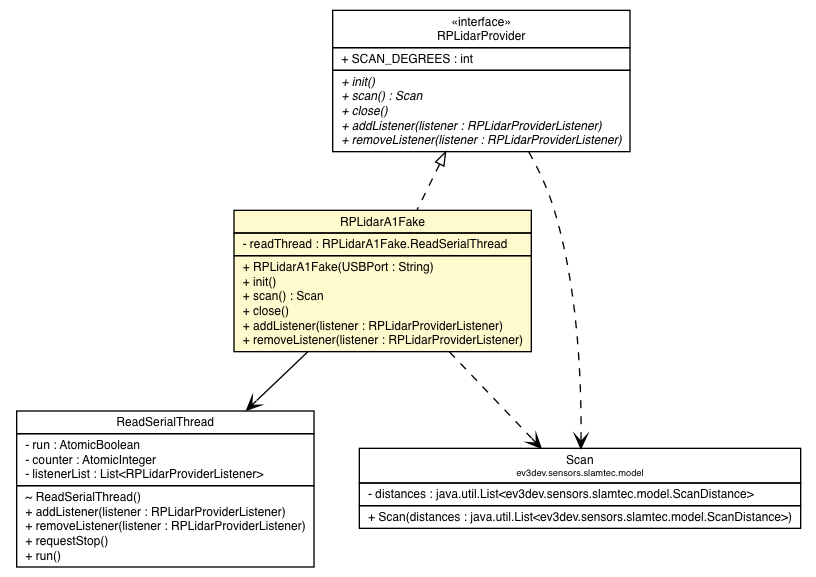 «interface»
RPLidarProvider
+ SCAN_DEGREES : int
+ init()
+ scan() : Scan
+ close()
+ addListener(listener : RPLidarProviderListener)
+ removeListener(listener : RPLidarProviderListener)
RPLidarA1Fake
- readThread : RPLidarA1Fake.ReadSerialThread
+ RPLidarA1Fake(USBPort : String)
+ init()
+ scan() : Scan
+ close()
+ addListener(listener : RPLidarProviderListener)
+ removeListener(listener : RPLidarProviderListener)
ReadSerialThread
- run : AtomicBoolean
- counter : AtomicInteger
- listenerList : List<RPLidarProviderListener>
~ ReadSerialThread()
+ addListener(listener : RPLidarProviderListener)
+ removeListener(listener : RPLidarProviderListener)
+ requestStop()
+ run()
Scan
ev3dev.sensors.slamtec.model
- distances : java.util.List<ev3dev.sensors.slamtec.model.ScanDistance>
+ Scan(distances : java.util.List<ev3dev.sensors.slamtec.model.ScanDistance>)